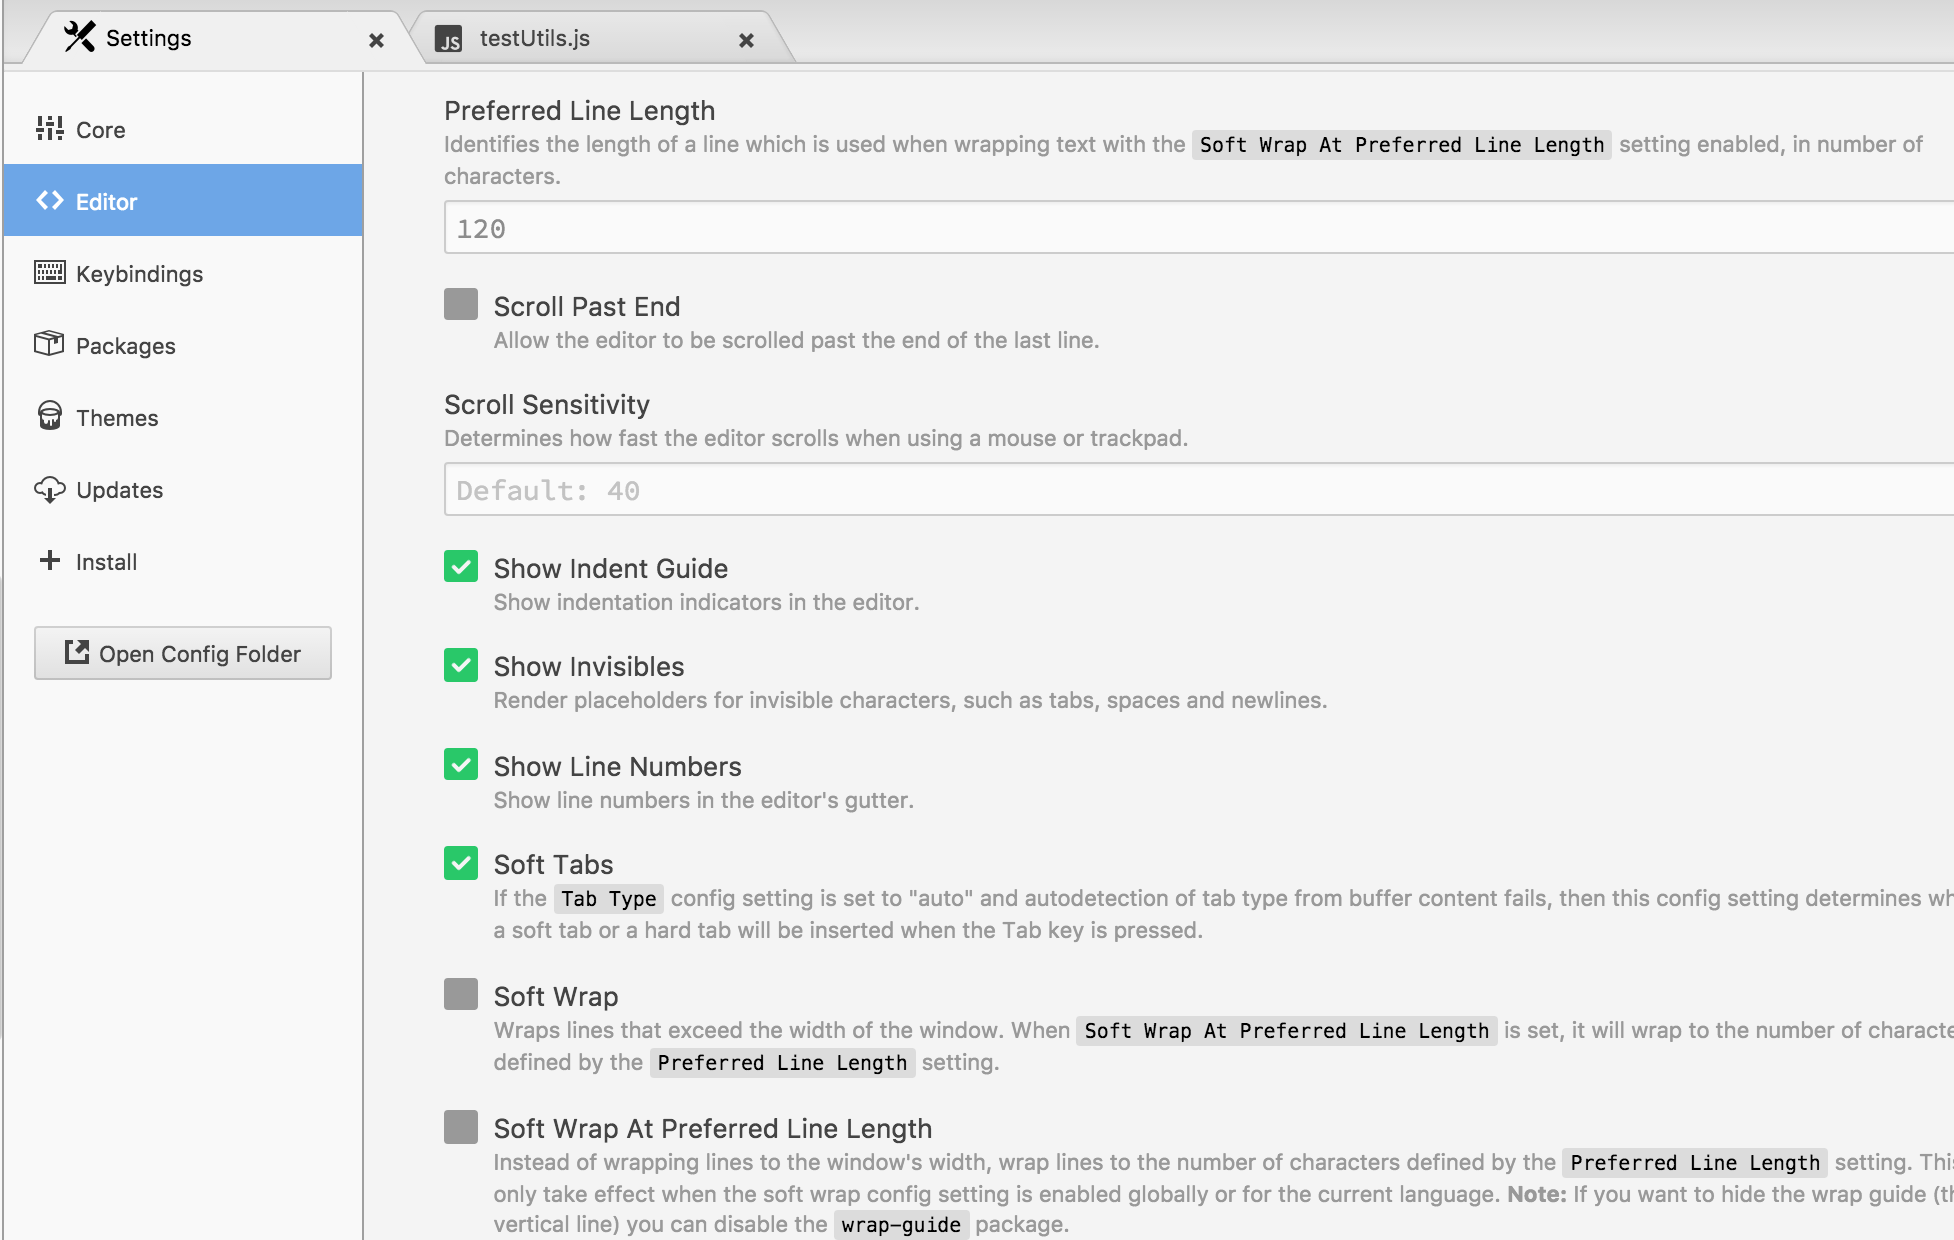 Settings
JS testUtils.js
Core
Editor
Keybindings
Packages
Themes
Updates
Install
Open Config Folder
Preferred Line Length
Identifies the length of a line which is used when wrapping text with the Soft Wrap At Preferred Line Length setting enabled, in number of
characters.
120
Scroll Past End
Allow the editor to be scrolled past the end of the last line.
Scroll Sensitivity
Determines how fast the editor scrolls when using a mouse or trackpad.
Default: 40
Show Indent Guide
Show indentation indicators in the editor.
Show Invisibles
Render placeholders for invisible characters, such as tabs, spaces and newlines.
Show Line Numbers
Show line numbers in the editor's gutter.
Soft Tabs
If the Tab Type config setting is set to "auto" and autodetection of tab type from buffer content fails, then this config setting determines
a soft tab or a hard tab will be inserted when the Tab key is pressed.
Soft Wrap
Wraps lines that exceed the width of the window. When Soft Wrap At Preferred Line Length is set, it will wrap to the number of
defined by the Preferred Line Length setting.
Soft Wrap At Preferred Line Length
Instead of wrapping lines to the window's width, wrap lines to the number of characters defined by the Preferred Line Length setting.
only take effect when the soft wrap config setting is enabled globally or for the current language. Note: If you want to hide the wrap guide
vertical line) you can disable the wrap-guide package.